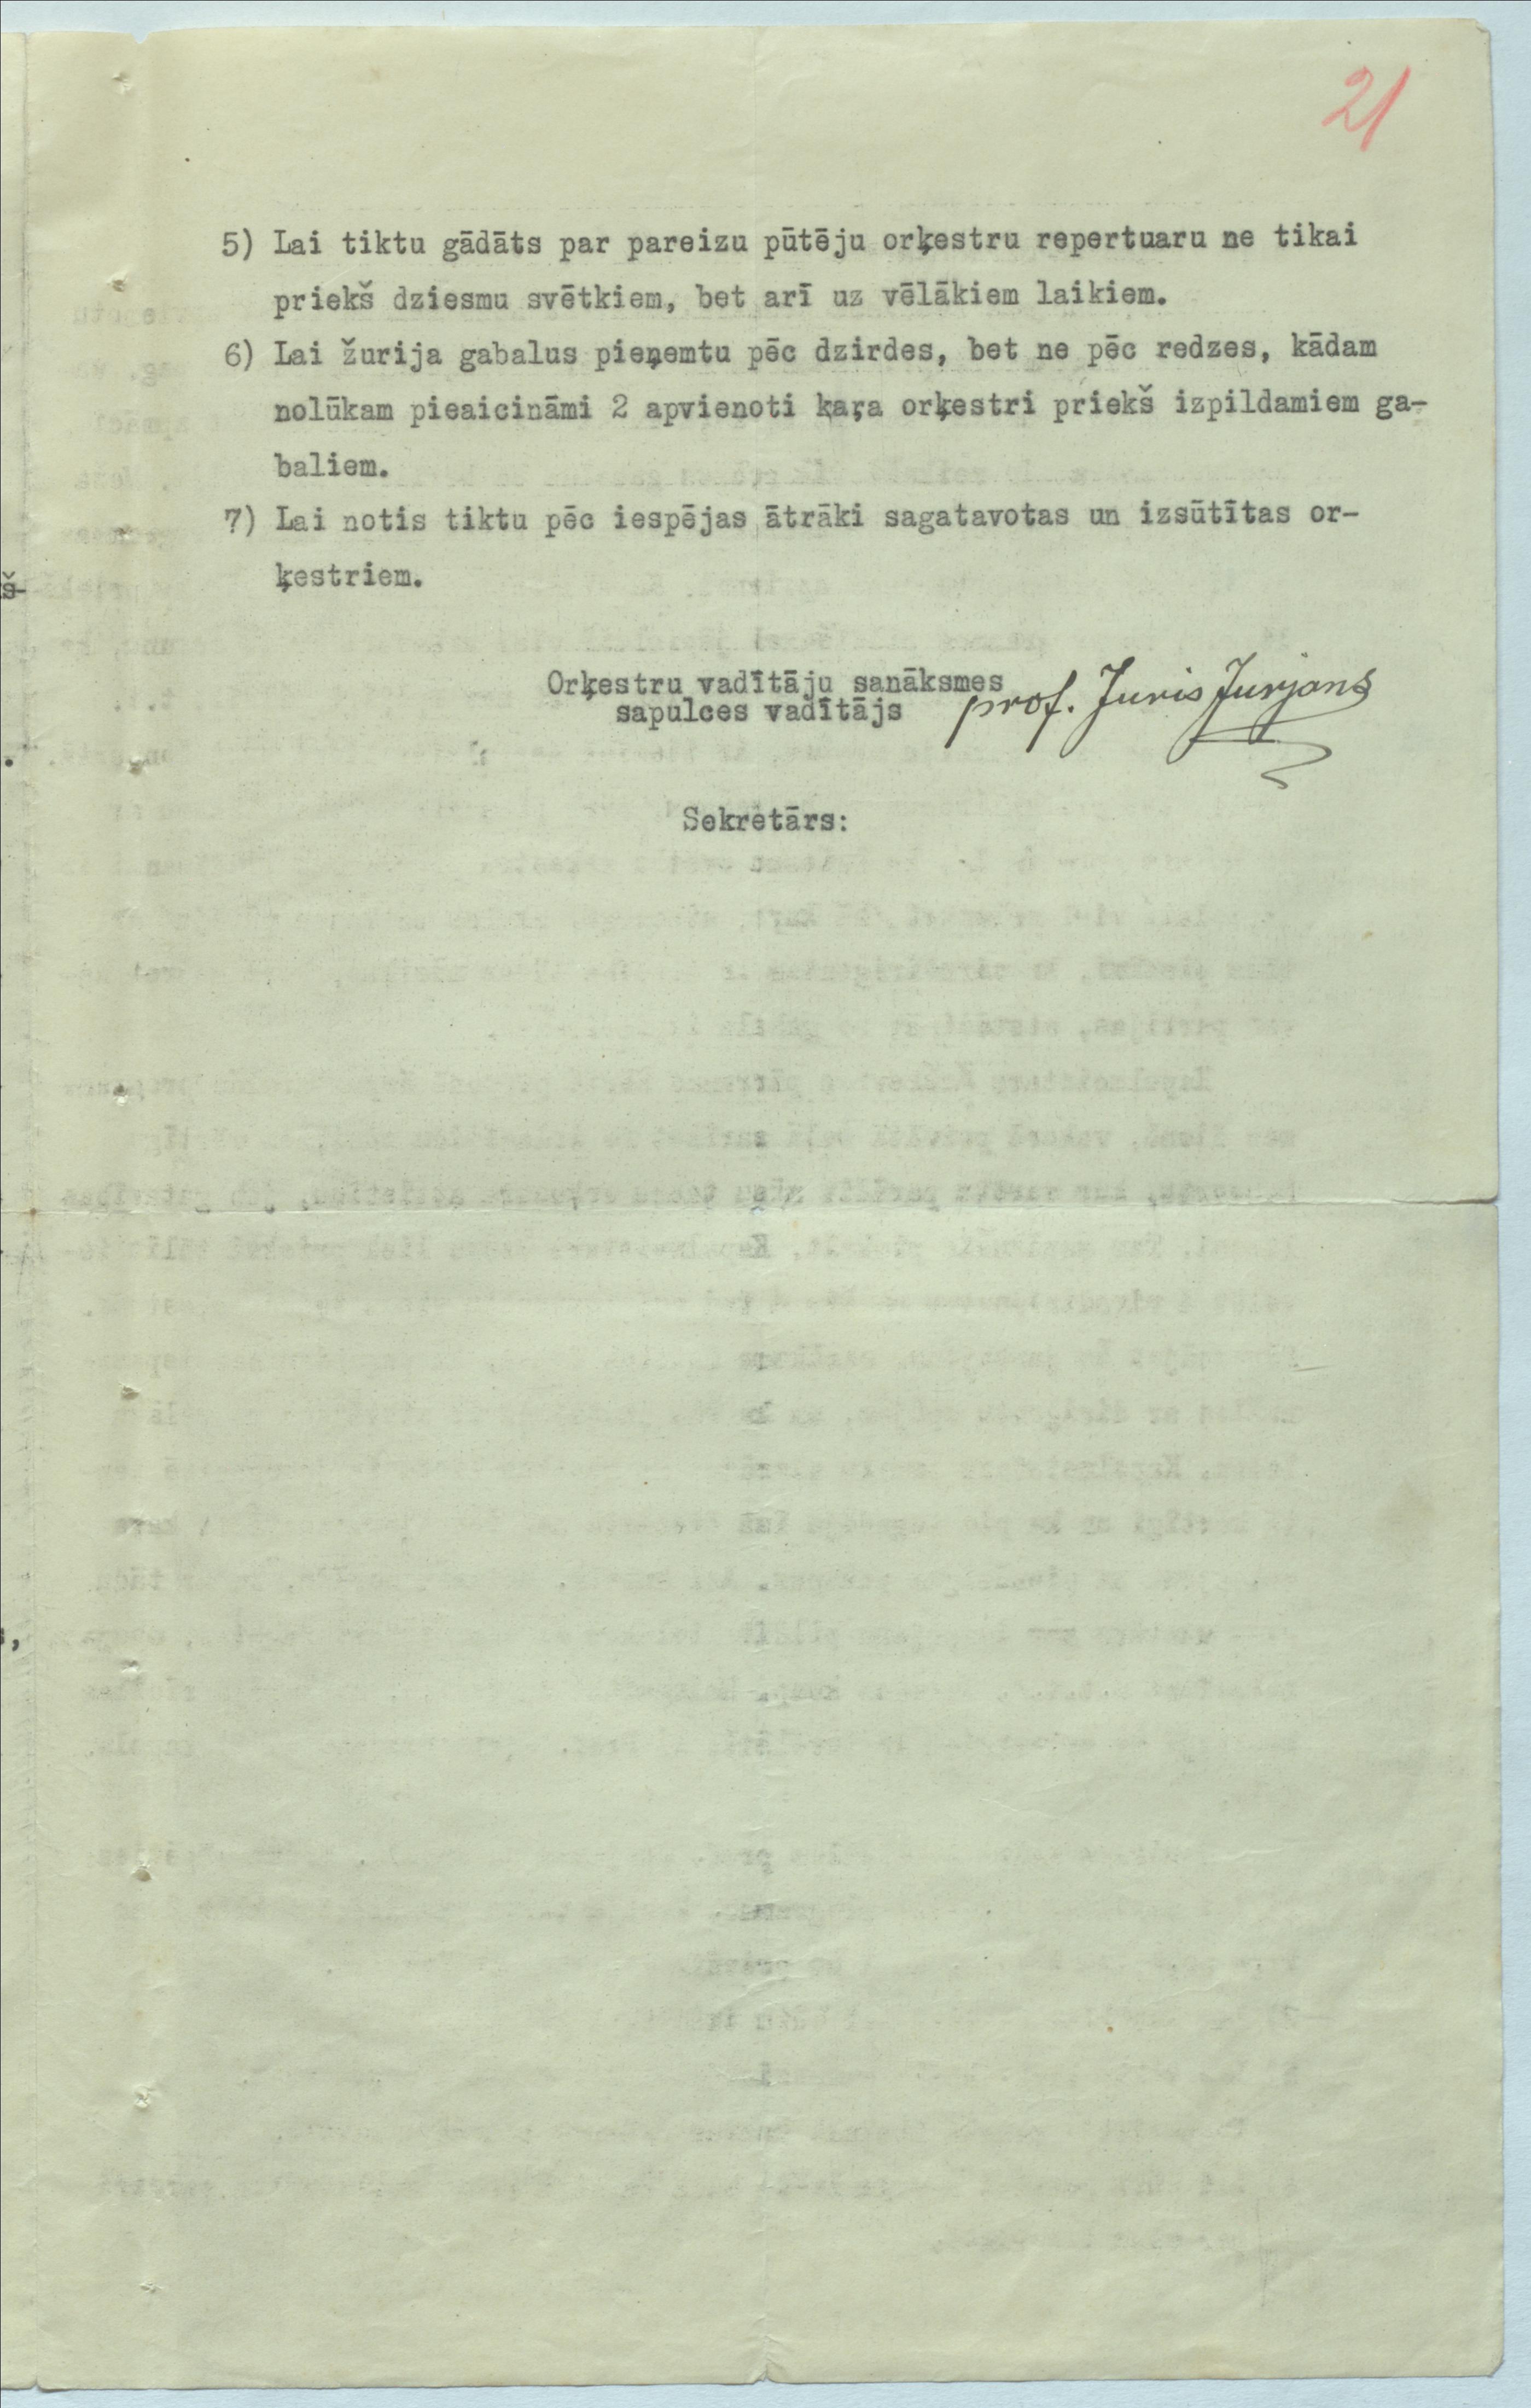 21
5) Lai tiktu gādāts par pareizu pūtēju orķestru repertuaru ne tikai
priekš dziesmu svētkiem, bet arī uz vēlākiem laikiem.
6) Lai žurija gabalus pieņemtu pēc dzirdes, bet ne pēc redzes, kādam
nolūkam pieaicināmi 2 apvienoti kaŗa orķestri priekš izpildamiem ga-
baliem.
7) Lai notis tiktu pēc iespējas ātrāki sagatavotas un izsūtītas or-
ķestriem.
Orķestru vadītāju sanāksmes
sapulces vadītājs prof. Juris Jurjans
Sekretārs: